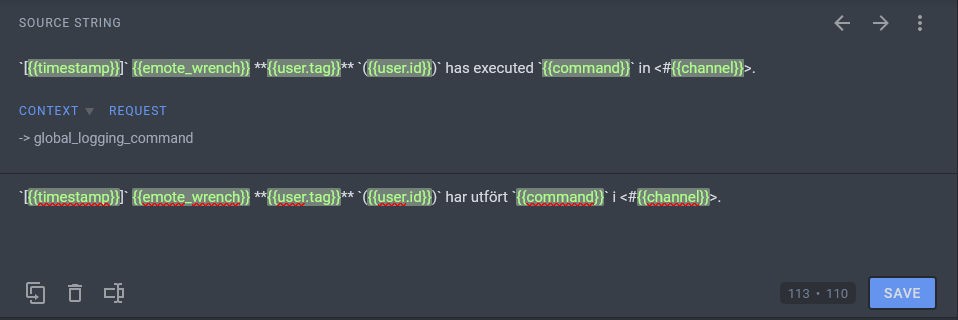 SOURCE STRING
`[{{timestamp}}]` {{emote_wrench}} **{{user.tag}}** `({{user.id}})` has executed `{{command}}` in <#{{channel}}>.
CONTEXT REQUEST
-> global_logging_command
`[{{timestamp}}]` {{emote_wrench}} **{{user.tag}}** `({{user.id}})` har utfört `{{command}}` i <#{{channel}}>.
113 • 110 SAVE